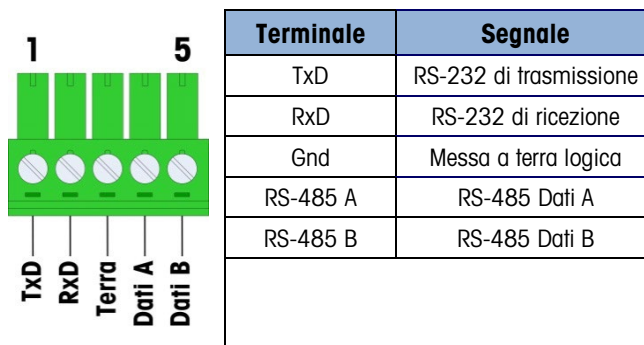 1 5
TxD
RxD
Terra
Dati A
Dati B
Terminale Segnale
TxD RS-232 di trasmissione
RxD RS-232 di ricezione
Gnd Messa a terra logica
RS-485 A RS-485 Dati A
RS-485 B RS-485 Dati B